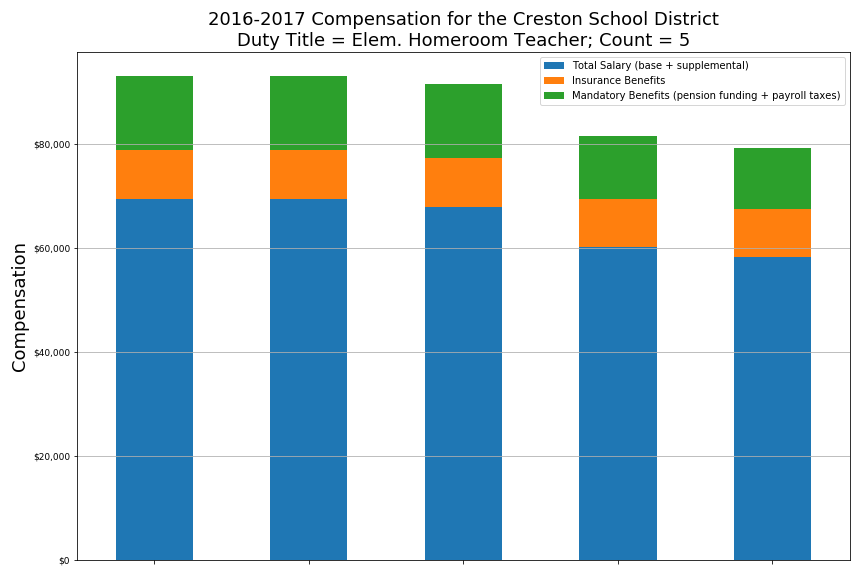 2016-2017 Compensation for the Creston School District
Duty Title = Elem. Homeroom Teacher; Count = 5
Total Salary (base + supplemental)
Insurance Benefits
Mandatory Benefits (pension funding + payroll taxes)
Compensation
$80,000
$60,000
$40,000
$20,000
$0